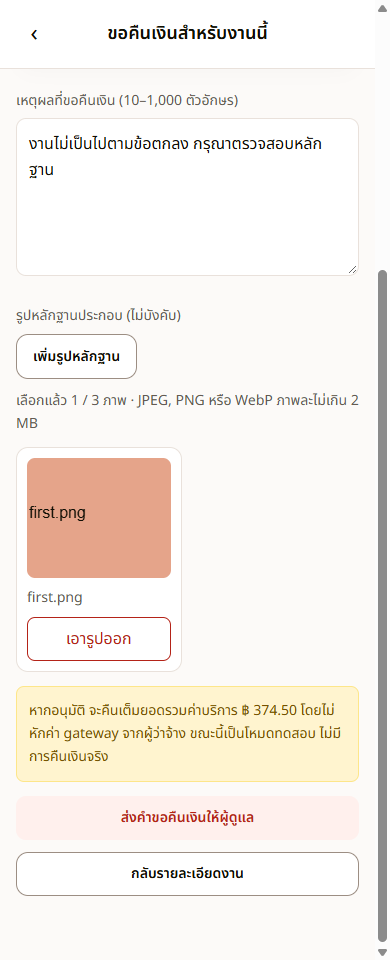 ‹
ขอคืนเงินสำหรับงานนี้
เหตุผลที่ขอคืนเงิน (10–1,000 ตัวอักษร)
งานไม่เป็นไปตามข้อตกลง กรุณาตรวจสอบหลัก
ฐาน
รูปหลักฐานประกอบ (ไม่บังคับ)
เพิ่มรูปหลักฐาน
เลือกแล้ว 1 / 3 ภาพ · JPEG, PNG หรือ WebP ภาพละไม่เกิน 2
MB
first.png
first.png
เอารูปออก
หากอนุมัติ จะคืนเต็มยอดรวมค่าบริการ ฿ 374.50 โดยไม่
หักค่า gateway จากผู้ว่าจ้าง ขณะนี้เป็นโหมดทดสอบ ไม่มี
การคืนเงินจริง
ส่งคำขอคืนเงินให้ผู้ดูแล
กลับรายละเอียดงาน